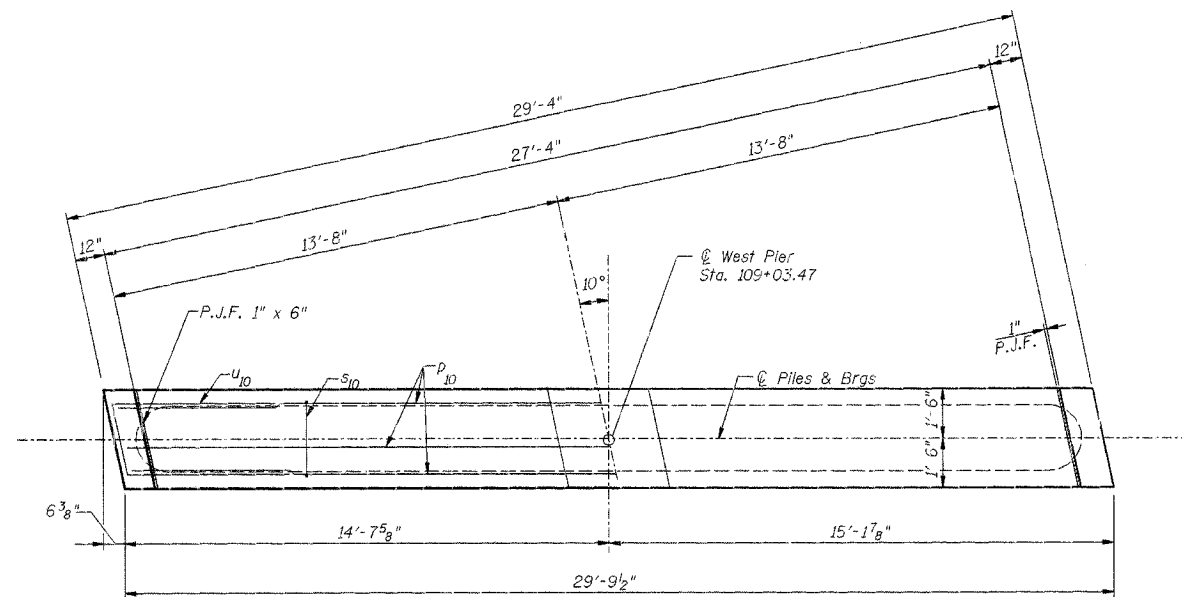 29'-4"
12"
27'-4"
13'-8"
12"
13'-8"
10°
℄ West Pier
Sta. 109+03.47
P.J.F. 1" x 6"
1"
P.J.F.
u10
s10
p10
℄ Piles & Brgs
1'-6"
1' 6"
6 3/8"
14'-7 5/8"
15'-1 7/8"
29'-9 1/2"